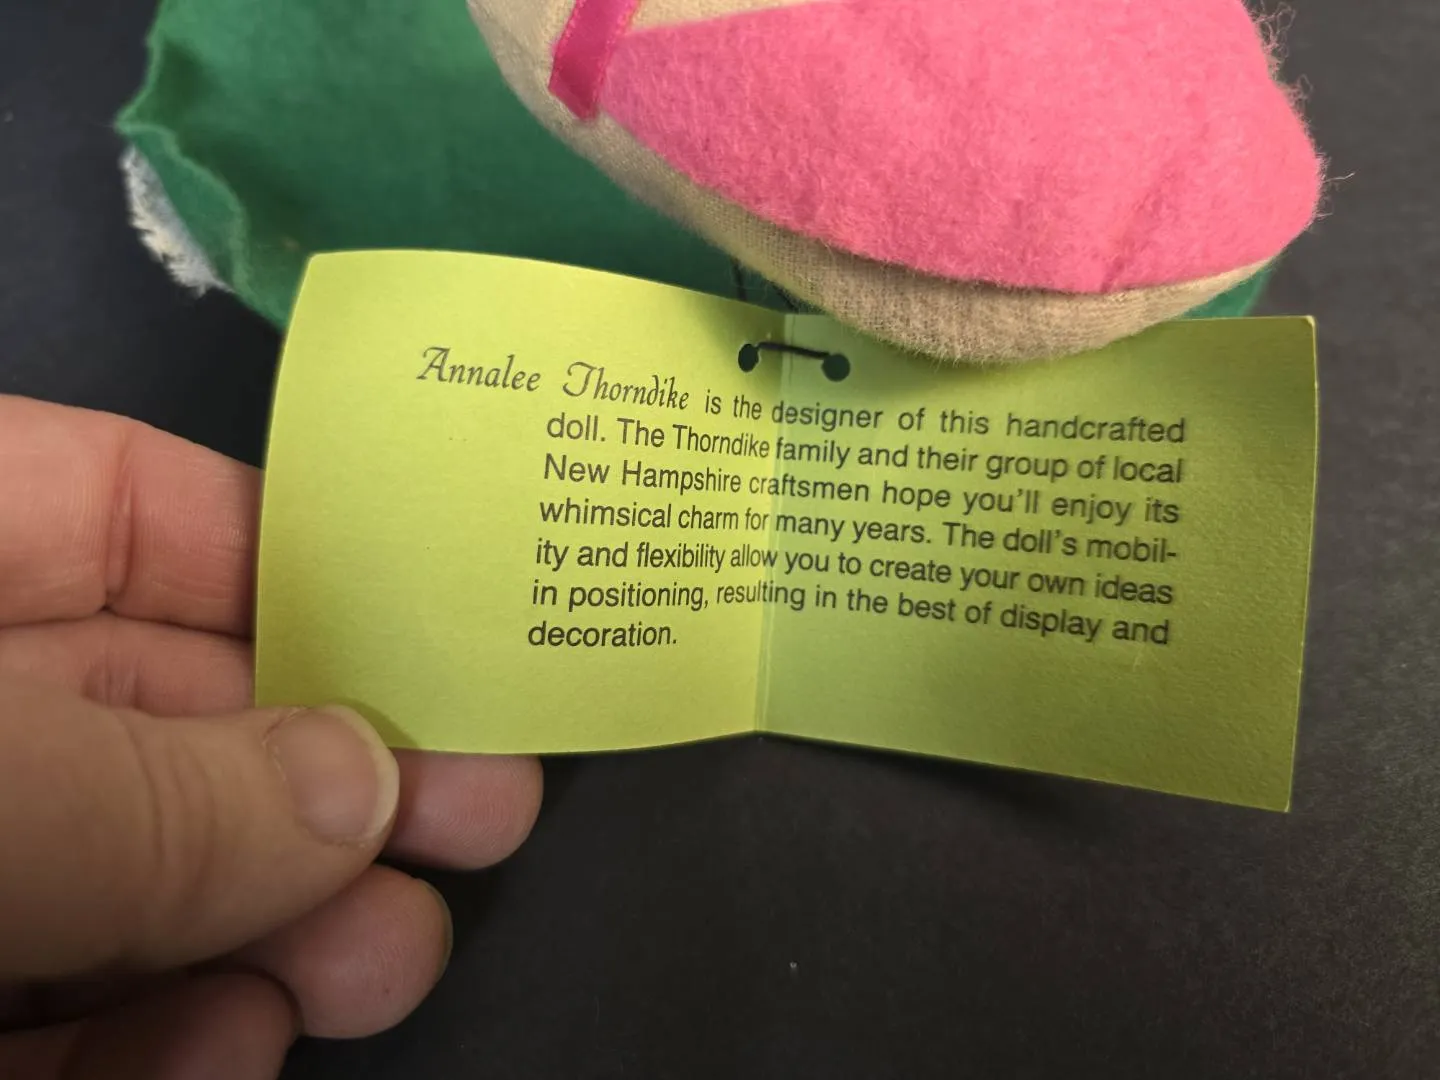 Annalee Thorndike is the designer of this handcrafted
doll. The Thorndike family and their group of local
New Hampshire craftsmen hope you'll enjoy its
whimsical charm for many years. The doll's mobil-
ity and flexibility allow you to create your own ideas
in positioning, resulting in the best of display and
decoration.